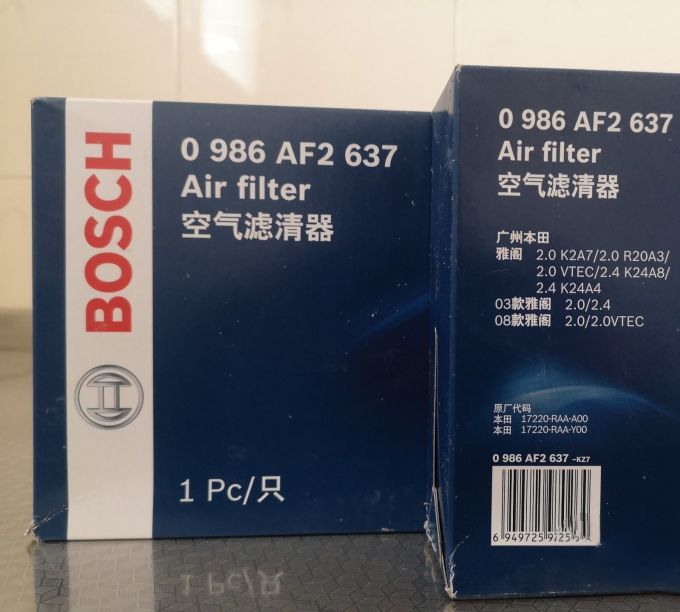 BOSCH
0 986 AF2 637
Air filter
空气滤清器
1 Pc/只
0 986 AF2 637
Air filter
空气滤清器
广州本田
雅阁 2.0 K2A7/2.0 R20A3/
2.0 VTEC/2.4 K24A8/
2.4 K24A4
03款雅阁 2.0/2.4
08款雅阁 2.0/2.0VTEC
原厂代码
本田 17220-RAA-A00
本田 17220-RAA-Y00
0 986 AF2 637 -KZ7